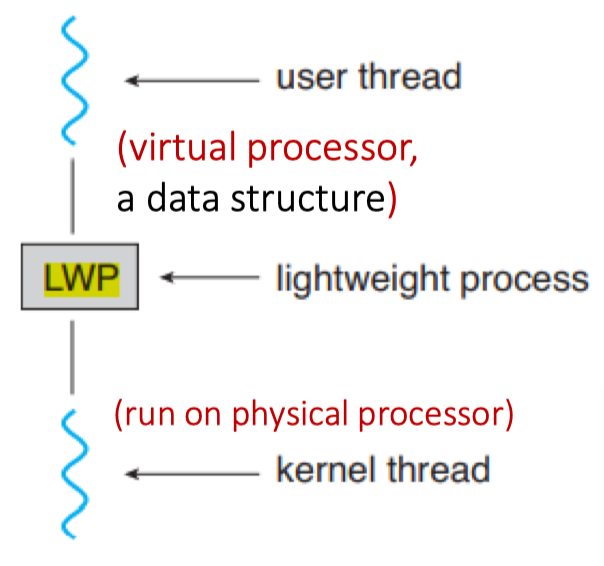 user thread
(virtual processor,
a data structure)
LWP
lightweight process
(run on physical processor)
kernel thread